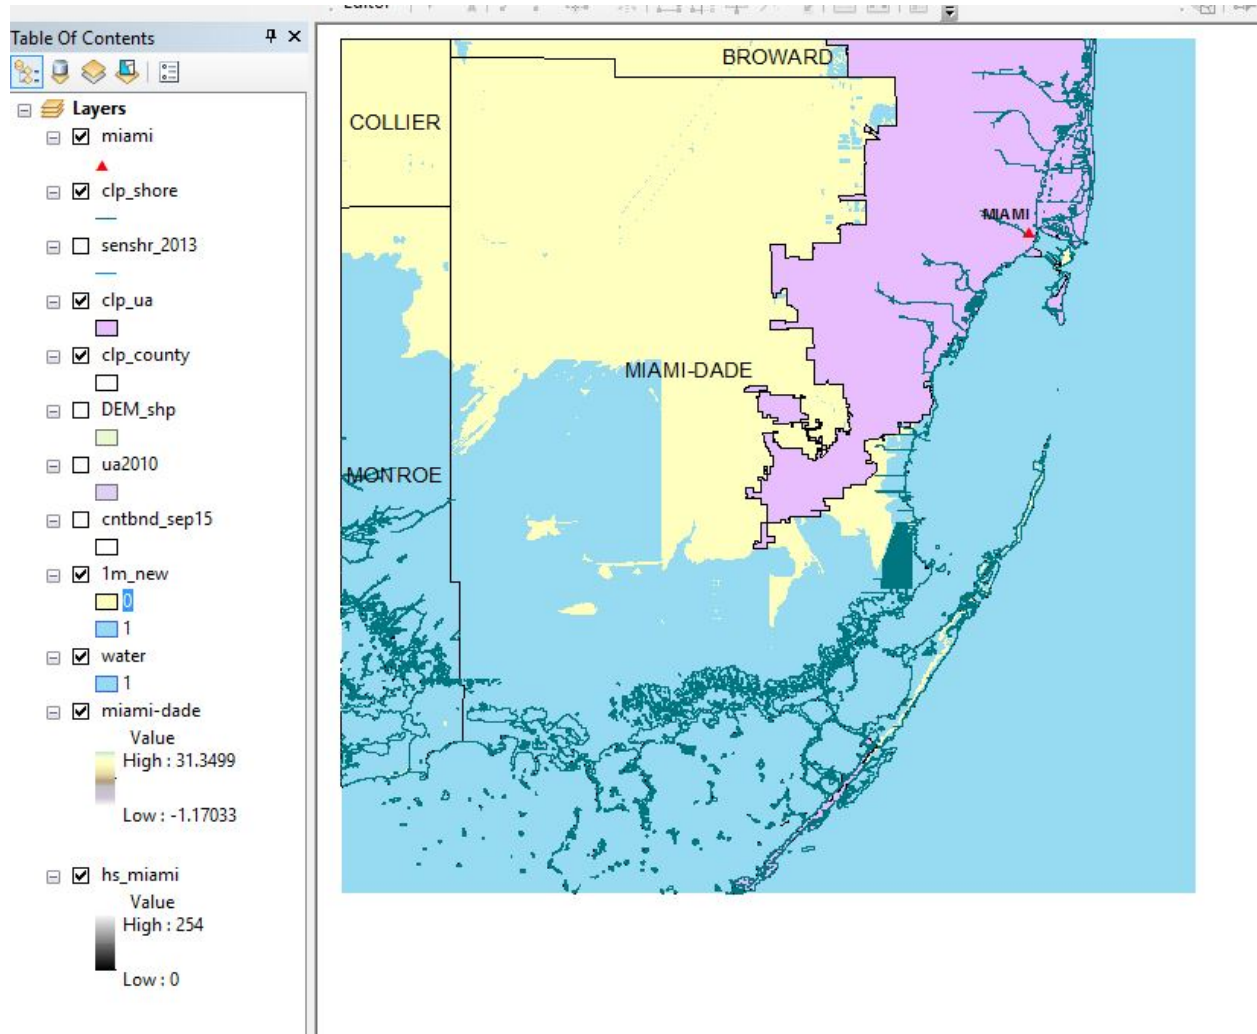 Editor
Table Of Contents
Layers
miami
clp_shore
senshr_2013
clp_ua
clp_county
DEM_shp
ua2010
cntbnd_sep15
1m_new
0
1
water
1
miami-dade
Value
High : 31.3499
Low : -1.17033
hs_miami
Value
High : 254
Low : 0
BROWARD
COLLIER
MIAMI
MIAMI-DADE
MONROE